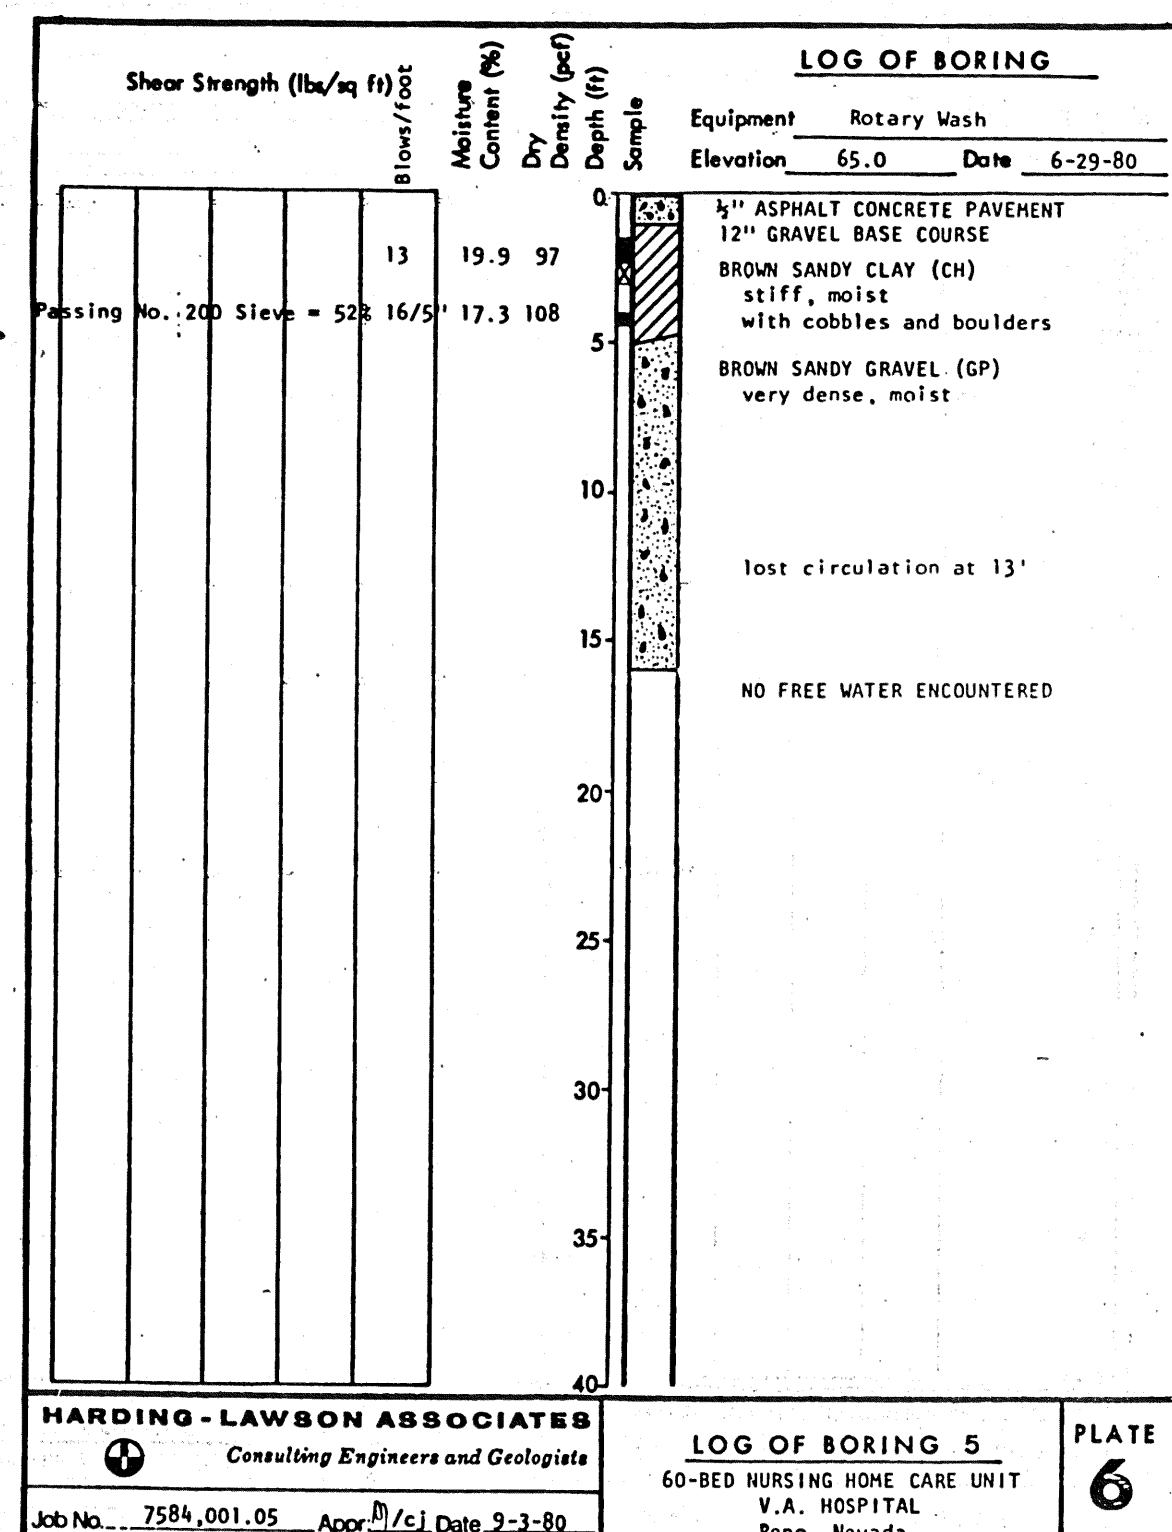 LOG OF BORING
Shear Strength (lbs/sq ft)
Blows/foot
Moisture
Content (%)
Dry
Density (pcf)
Depth (ft)
Sample
Equipment Rotary Wash
Elevation 65.0 Date 6-29-80
0
½" ASPHALT CONCRETE PAVEMENT
12" GRAVEL BASE COURSE
13 19.9 97
BROWN SANDY CLAY (CH)
stiff, moist
Passing No. 200 Sieve = 52% 16/5" 17.3 108
with cobbles and boulders
5
BROWN SANDY GRAVEL (GP)
very dense, moist
10
lost circulation at 13'
15
NO FREE WATER ENCOUNTERED
20
25
30
35
40
HARDING-LAWSON ASSOCIATES
Consulting Engineers and Geologists
Job No. 7584,001.05 Appr: /cj Date 9-3-80
LOG OF BORING 5
60-BED NURSING HOME CARE UNIT
V.A. HOSPITAL
Reno, Nevada
PLATE
6